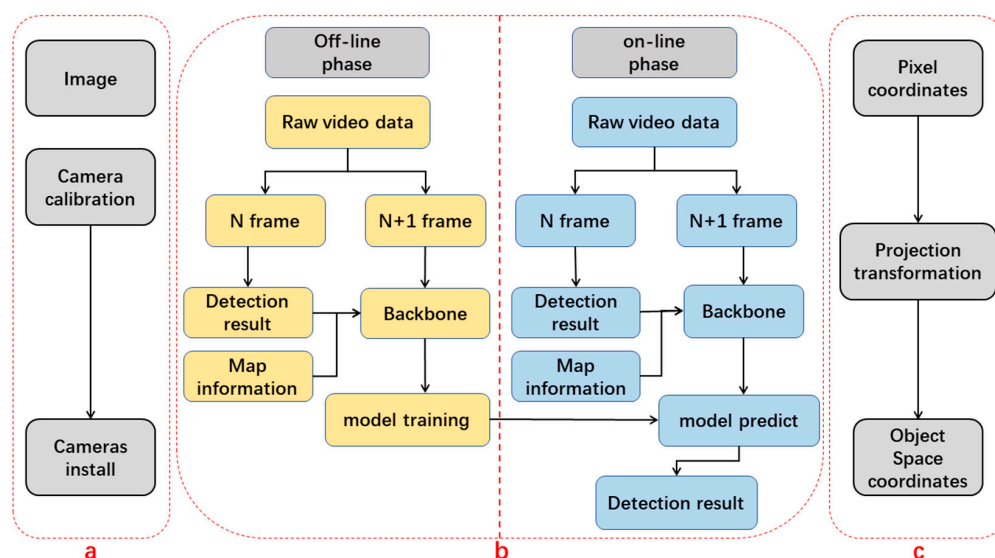 Image
Camera
calibration
Cameras
install
a
Off-line
phase
on-line
phase
Raw video data
Raw video data
N frame
N+1 frame
N frame
N+1 frame
Detection
result
Backbone
Detection
result
Backbone
Map
information
Map
information
model training
model predict
Detection result
b
Pixel
coordinates
Projection
transformation
Object
Space
coordinates
c